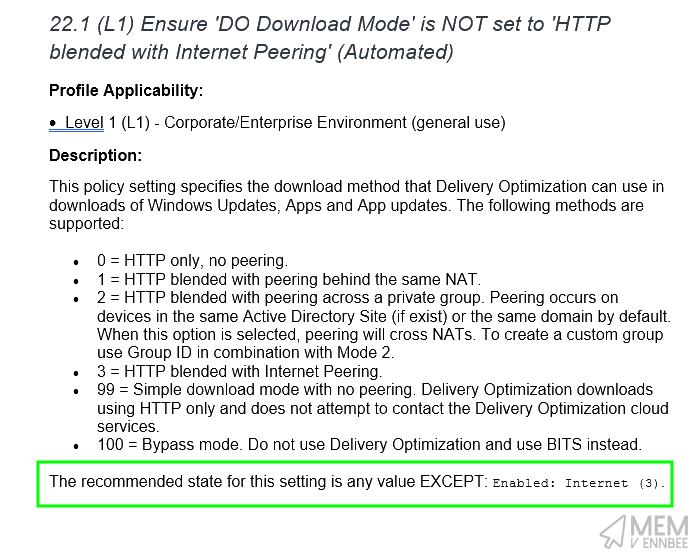 22.1 (L1) Ensure 'DO Download Mode' is NOT set to 'HTTP
blended with Internet Peering' (Automated)
Profile Applicability:
• Level 1 (L1) - Corporate/Enterprise Environment (general use)
Description:
This policy setting specifies the download method that Delivery Optimization can use in
downloads of Windows Updates, Apps and App updates. The following methods are
supported:
• 0 = HTTP only, no peering.
• 1 = HTTP blended with peering behind the same NAT.
• 2 = HTTP blended with peering across a private group. Peering occurs on
devices in the same Active Directory Site (if exist) or the same domain by default.
When this option is selected, peering will cross NATs. To create a custom group
use Group ID in combination with Mode 2.
• 3 = HTTP blended with Internet Peering.
• 99 = Simple download mode with no peering. Delivery Optimization downloads
using HTTP only and does not attempt to contact the Delivery Optimization cloud
services.
• 100 = Bypass mode. Do not use Delivery Optimization and use BITS instead.
The recommended state for this setting is any value EXCEPT: Enabled: Internet (3).
MEM
V ENNBEE